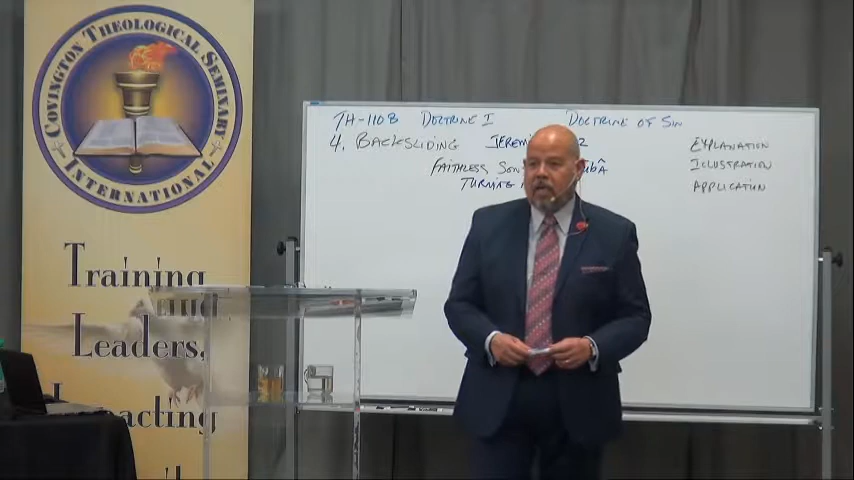 COVINGTON THEOLOGICAL SEMINARY
INTERNATIONAL
Training
Leaders,
Impacting
TH-110B DOCTRINE I DOCTRINE OF SIN
4. BACKSLIDING
FAITHLESS
TURNING
EXPLANATION
ILLUSTRATION
APPLICATION